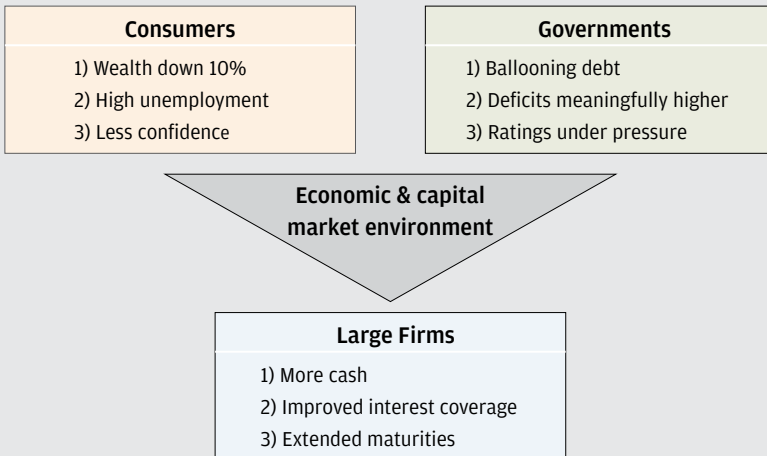 Consumers
1) Wealth down 10%
2) High unemployment
3) Less confidence
Governments
1) Ballooning debt
2) Deficits meaningfully higher
3) Ratings under pressure
Economic & capital
market environment
Large Firms
1) More cash
2) Improved interest coverage
3) Extended maturities